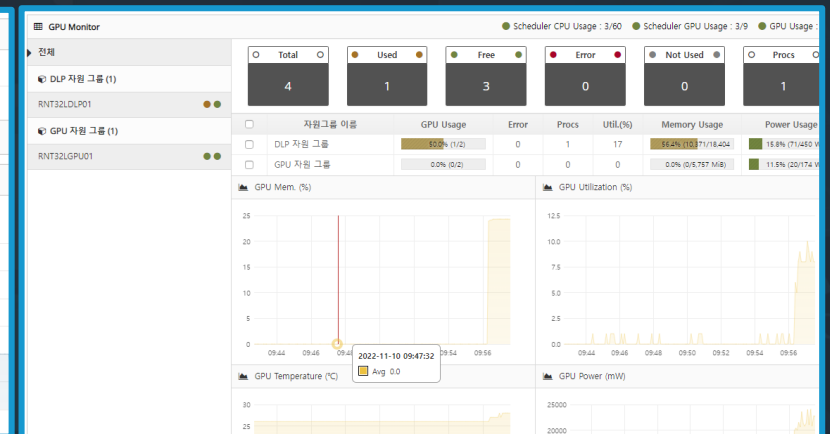 GPU Monitor
Scheduler CPU Usage : 3/60 Scheduler GPU Usage : 3/9 GPU Usage :
전체
DLP 자원 그룹 (1)
RNT32LDLP01
GPU 자원 그룹 (1)
RNT32LGPU01
Total Used Free Error Not Used Procs
4 1 3 0 0 1
자원그룹 이름 GPU Usage Error Procs Util.(%) Memory Usage Power Usage
DLP 자원 그룹 50.0% (1/2) 0 1 17 56.4% (10,371/18,404 15.8% (71/450 W
GPU 자원 그룹 0.0% (0/2) 0 0 0 0.0% (0/5,757 MiB) 11.5% (20/174 W
GPU Mem. (%)
25
20
15
10
5
0
09:44 09:46 09:48 09:54 09:56
2022-11-10 09:47:32
Avg 0.0
GPU Utilization (%)
12.5
10.0
7.5
5.0
2.5
0.0
09:44 09:46 09:48 09:50 09:52 09:54 09:56
GPU Temperature (℃)
30
25
GPU Power (mW)
25000
20000